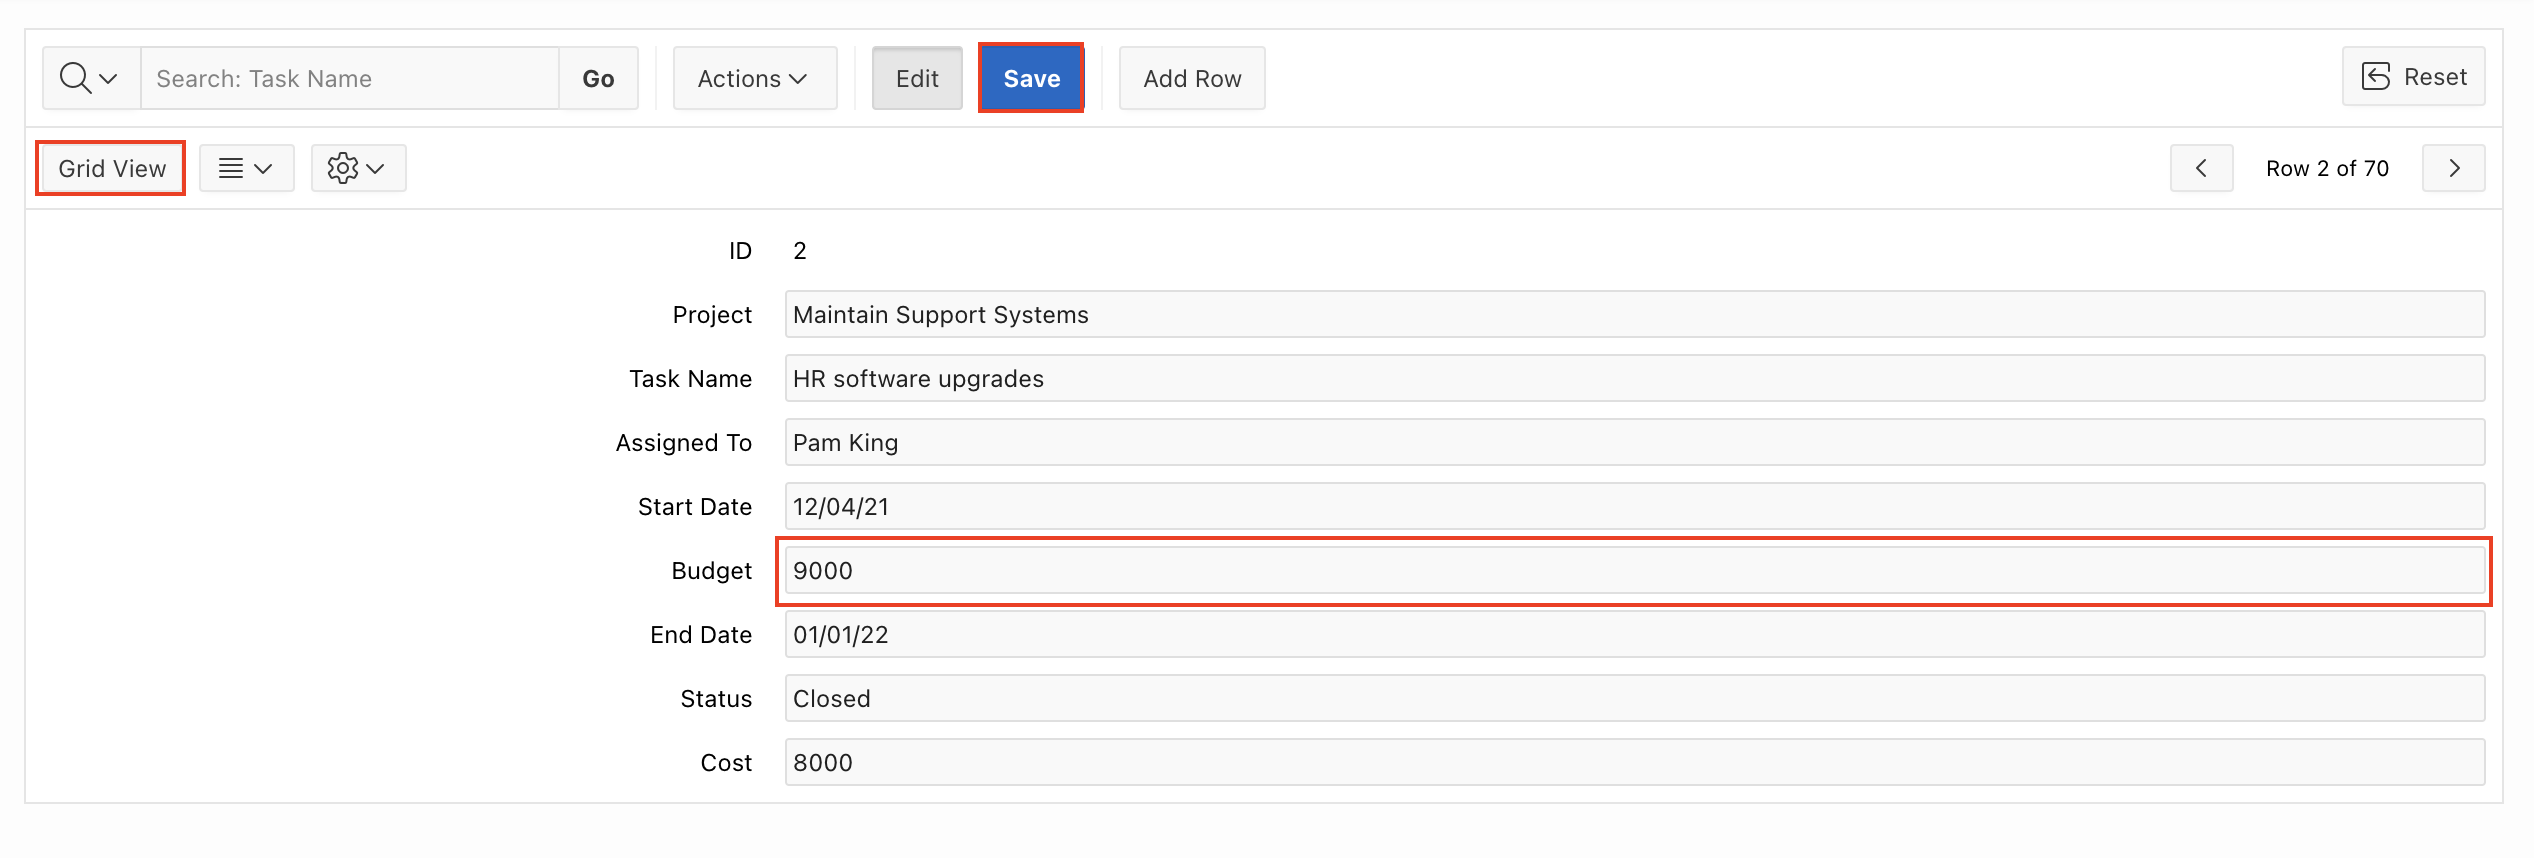 Search: Task Name Go Actions Edit Save Add Row Reset
Grid View Row 2 of 70
ID 2
Project Maintain Support Systems
Task Name HR software upgrades
Assigned To Pam King
Start Date 12/04/21
Budget 9000
End Date 01/01/22
Status Closed
Cost 8000